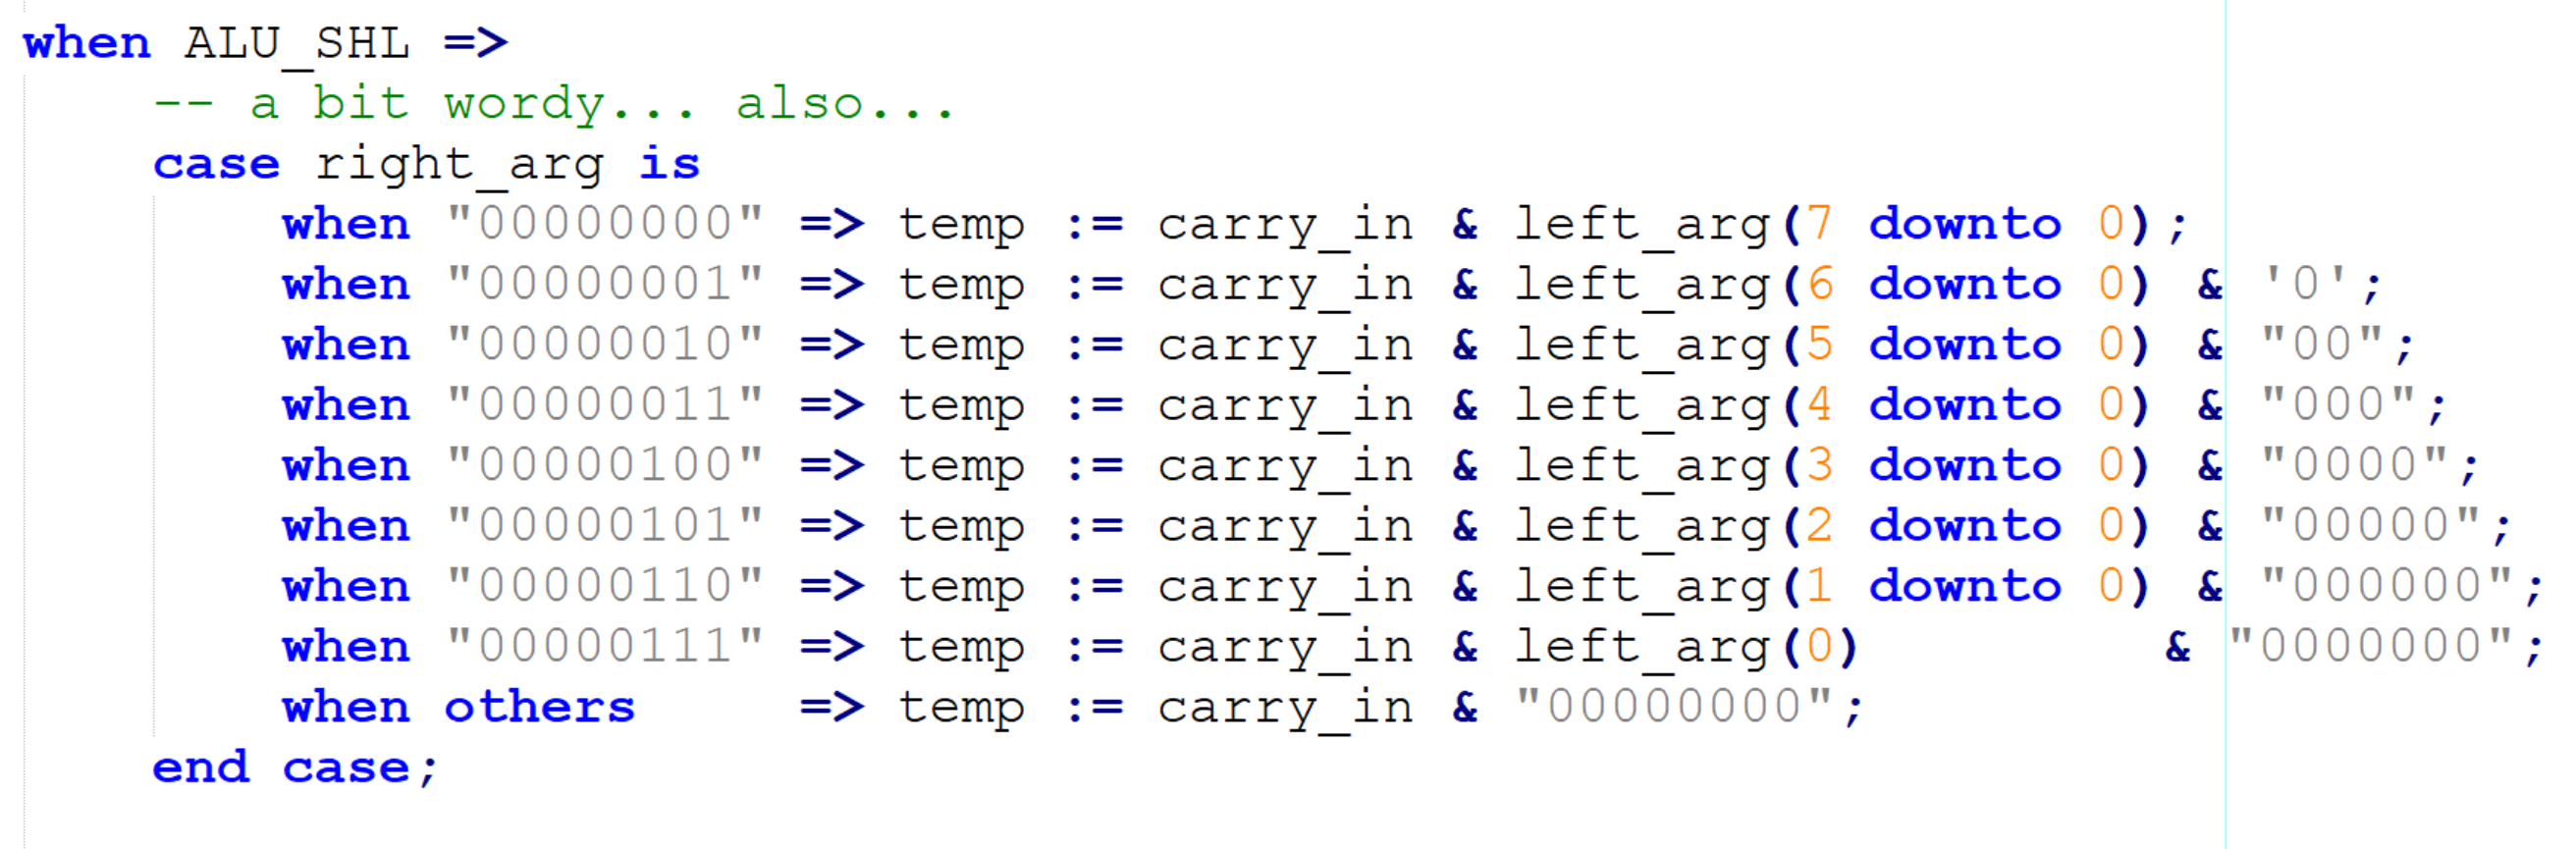 when ALU_SHL =>
-- a bit wordy... also...
case right_arg is
when "00000000" => temp := carry_in & left_arg(7 downto 0);
when "00000001" => temp := carry_in & left_arg(6 downto 0) & '0';
when "00000010" => temp := carry_in & left_arg(5 downto 0) & "00";
when "00000011" => temp := carry_in & left_arg(4 downto 0) & "000";
when "00000100" => temp := carry_in & left_arg(3 downto 0) & "0000";
when "00000101" => temp := carry_in & left_arg(2 downto 0) & "00000";
when "00000110" => temp := carry_in & left_arg(1 downto 0) & "000000";
when "00000111" => temp := carry_in & left_arg(0) & "0000000";
when others => temp := carry_in & "00000000";
end case;